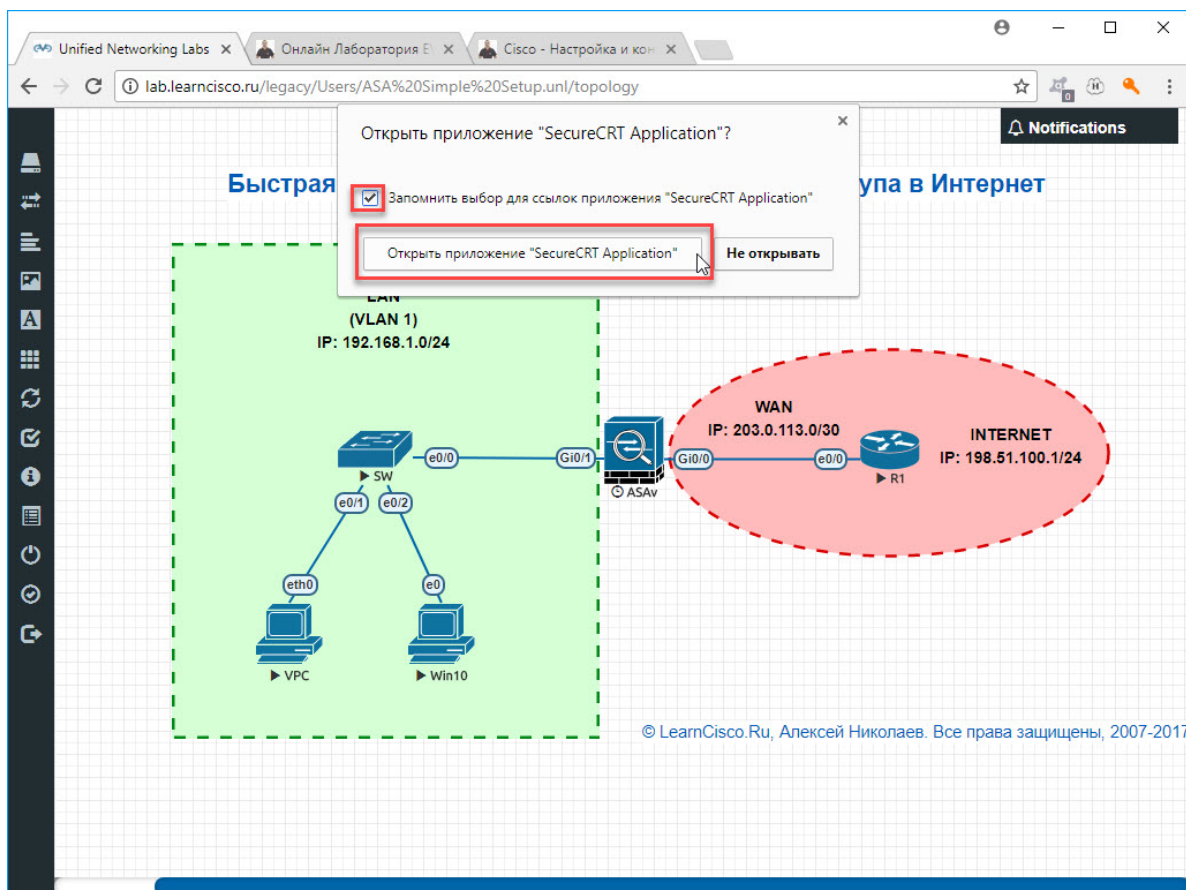 Unified Networking Labs
Онлайн Лаборатория E
Cisco - Настройка и кон
lab.learncisco.ru/legacy/Users/ASA%20Simple%20Setup.unl/topology
0
Открыть приложение "SecureCRT Application"?
Notifications
Быстрая
упа в Интернет
Запомнить выбор для ссылок приложения "SecureCRT Application"
Открыть приложение "SecureCRT Application"
Не открывать
LAN
(VLAN 1)
IP: 192.168.1.0/24
WAN
IP: 203.0.113.0/30
INTERNET
IP: 198.51.100.1/24
e0/0
Gi0/1
Gi0/0
e0/0
SW
ASAv
R1
e0/1
e0/2
eth0
e0
VPC
Win10
© LearnCisco.Ru, Алексей Николаев. Все права защищены, 2007-2017